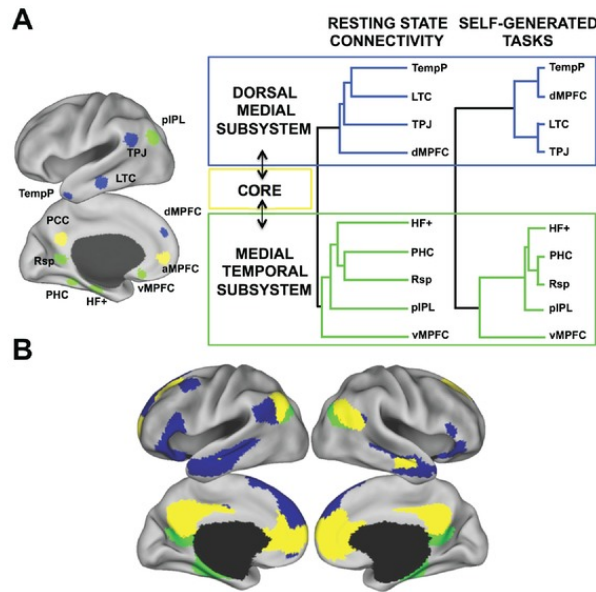 A
RESTING STATE
CONNECTIVITY
SELF-GENERATED
TASKS
DORSAL
MEDIAL
SUBSYSTEM
CORE
MEDIAL
TEMPORAL
SUBSYSTEM
TempP
LTC
TPJ
dMPFC
HF+
PHC
Rsp
pIPL
vMPFC
TempP
dMPFC
LTC
TPJ
HF+
PHC
Rsp
pIPL
vMPFC
pIPL
TPJ
LTC
TempP
PCC
dMPFC
Rsp
aMPFC
PHC
HF+
vMPFC
B